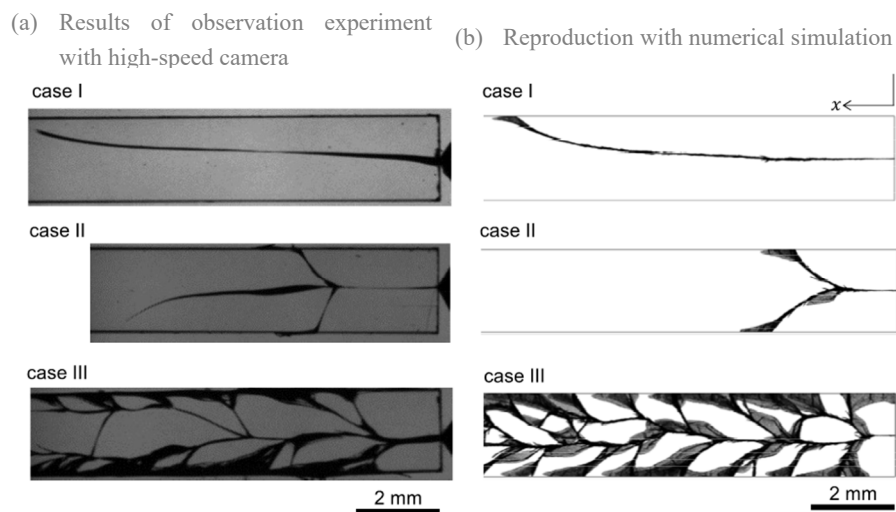 (a) Results of observation experiment
with high-speed camera
(b) Reproduction with numerical simulation
case I
case I
x
case II
case II
case III
case III
2 mm
2 mm